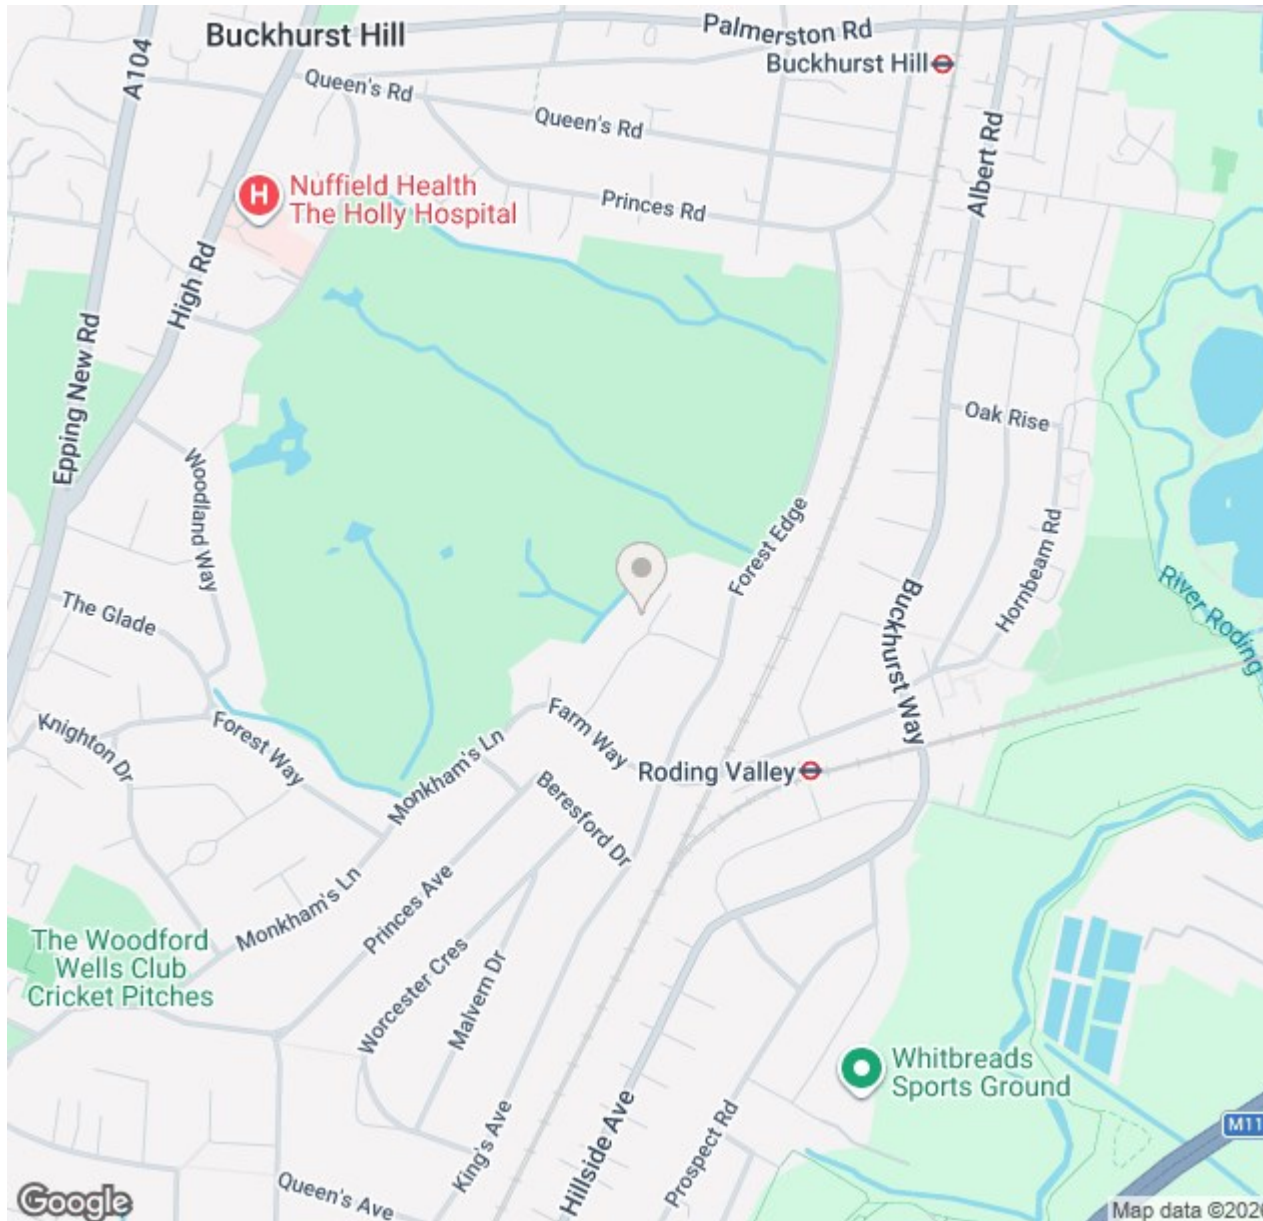 Buckhurst Hill
Palmerston Rd
Buckhurst Hill
A104
Queen's Rd
Queen's Rd
Albert Rd
H
Nuffield Health
The Holly Hospital
Princes Rd
High Rd
Epping New Rd
Oak Rise
Woodland Way
Forest Edge
Hornbeam Rd
River Roding
The Glade
Buckhurst Way
Knighton Dr
Forest Way
Monkham's Ln
Farm Way
Roding Valley
Beresford Dr
Monkham's Ln
Princes Ave
The Woodford
Wells Club
Cricket Pitches
Worcester Cres
Malvern Dr
Whitbreads
Sports Ground
King's Ave
Hillside Ave
Prospect Rd
M11
Queen's Ave
Google
Map data ©2026